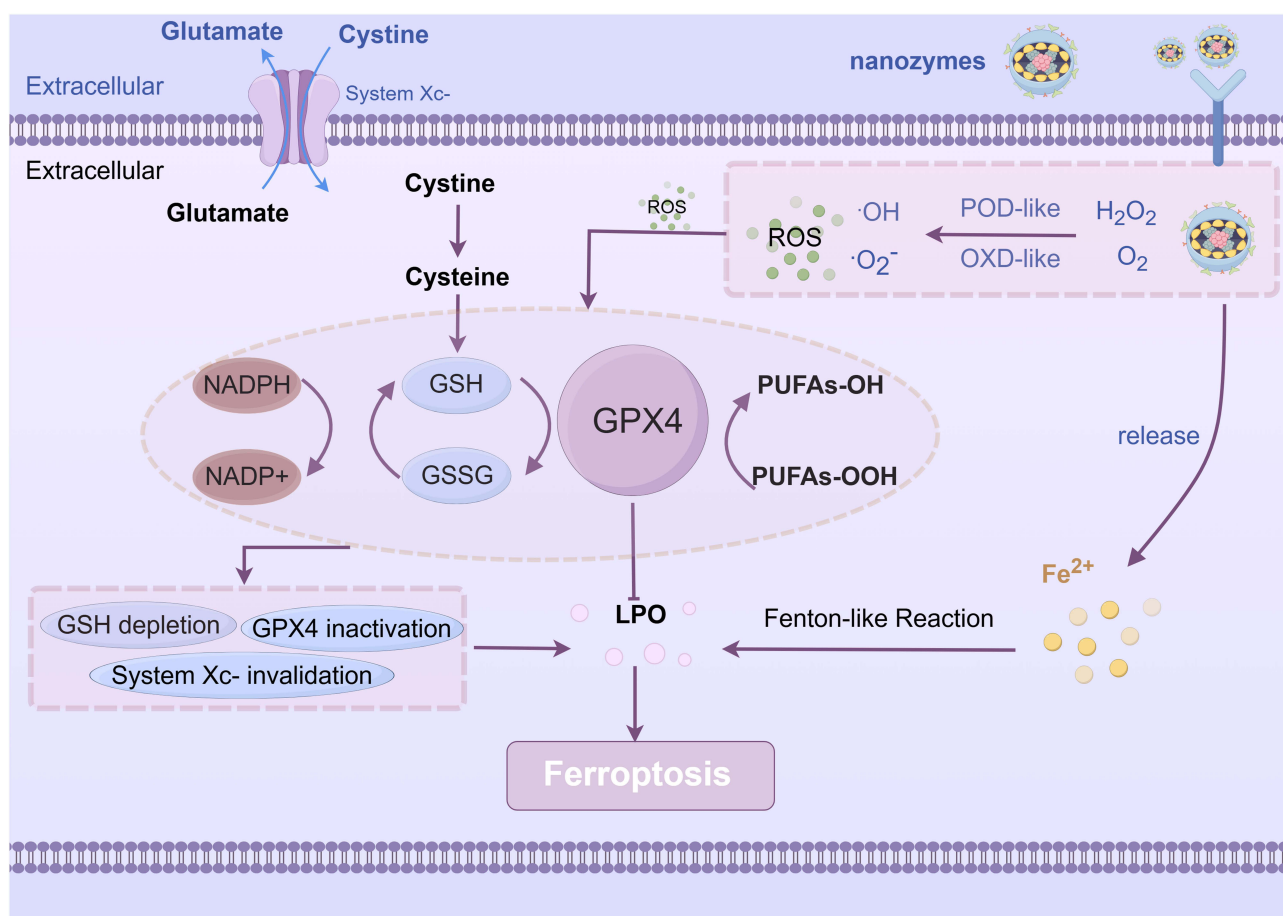 Glutamate
Cystine
nanozymes
Extracellular
System Xc-
Extracellular
Glutamate
Cystine
Cysteine
ROS
ROS
·OH
·O₂⁻
POD-like
OXD-like
H₂O₂
O₂
NADPH
NADP+
GSH
GSSG
GPX4
PUFAs-OH
PUFAs-OOH
release
Fe²⁺
GSH depletion
GPX4 inactivation
System Xc- invalidation
LPO
Fenton-like Reaction
Ferroptosis